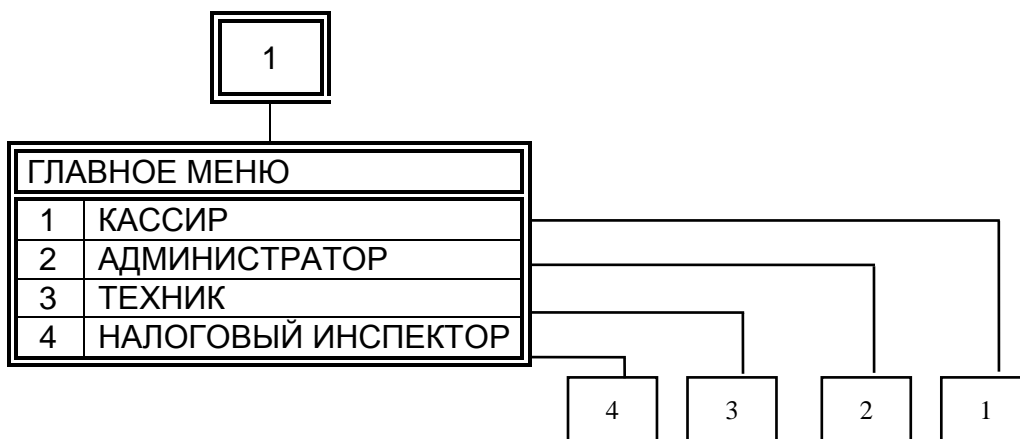 1
ГЛАВНОЕ МЕНЮ
1 КАССИР
2 АДМИНИСТРАТОР
3 ТЕХНИК
4 НАЛОГОВЫЙ ИНСПЕКТОР
4 3 2 1